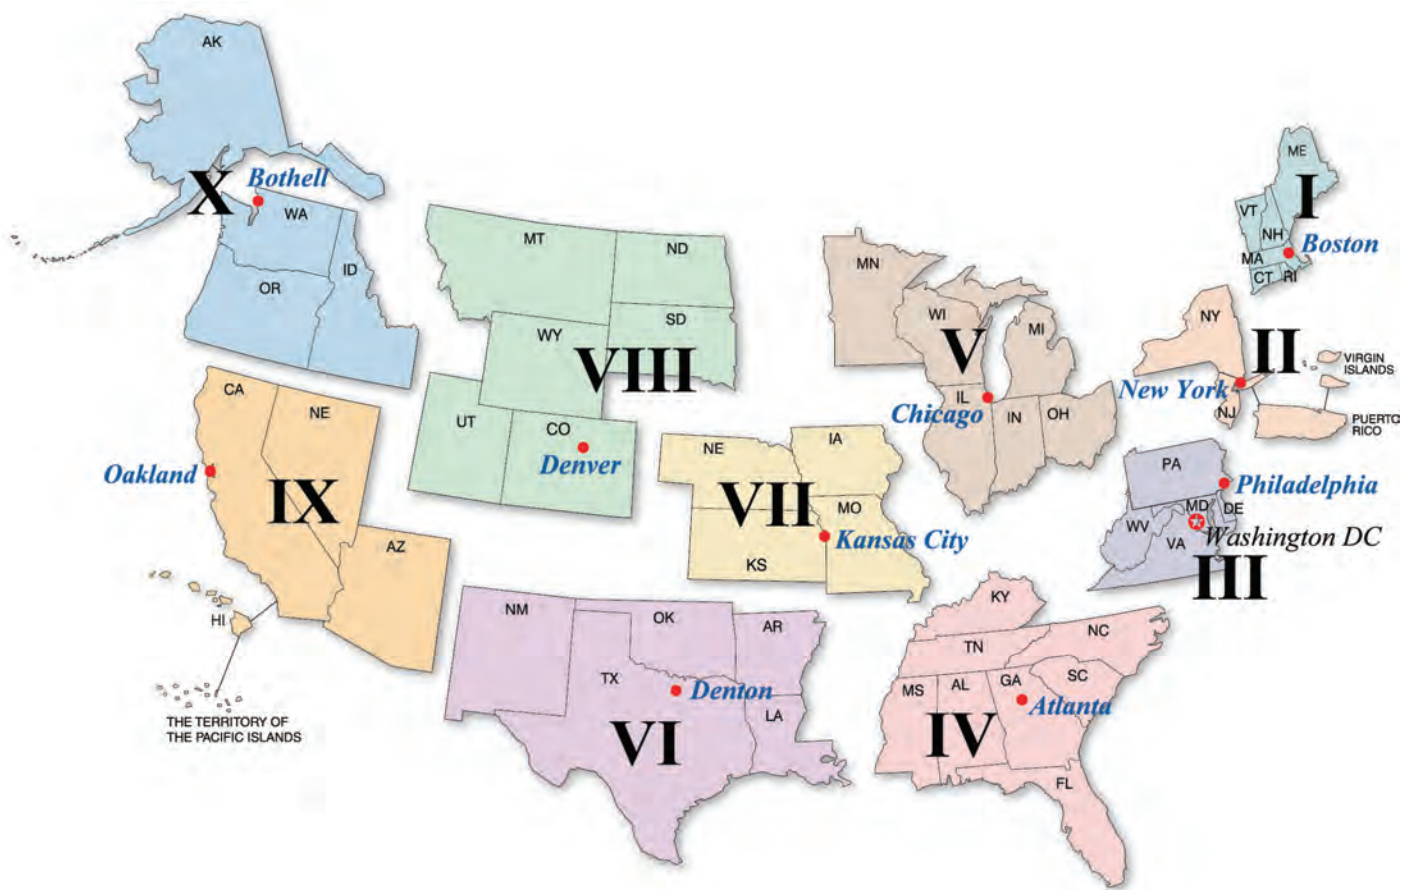 AK
X
Bothell
WA
ID
OR
MT
ND
SD
WY
VIII
UT
CO
Denver
CA
NE
Oakland
IX
AZ
HI
THE TERRITORY OF
THE PACIFIC ISLANDS
MN
WI
MI
V
IL
Chicago
IN
OH
ME
I
VT
NH
MA
Boston
CT
RI
NY
II
VIRGIN
ISLANDS
New York
NJ
PUERTC
RICO
NE
IA
VII
MO
Kansas City
KS
PA
Philadelphia
MD
DE
WV
Washington DC
VA
III
NM
OK
AR
TX
Denton
LA
VI
KY
NC
TN
SC
MS
AL
GA
Atlanta
IV
FL